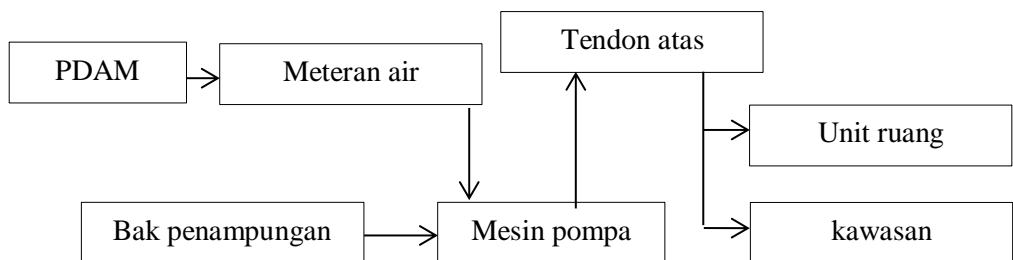 Tendon atas
PDAM
Meteran air
Unit ruang
Bak penampungan
Mesin pompa
kawasan